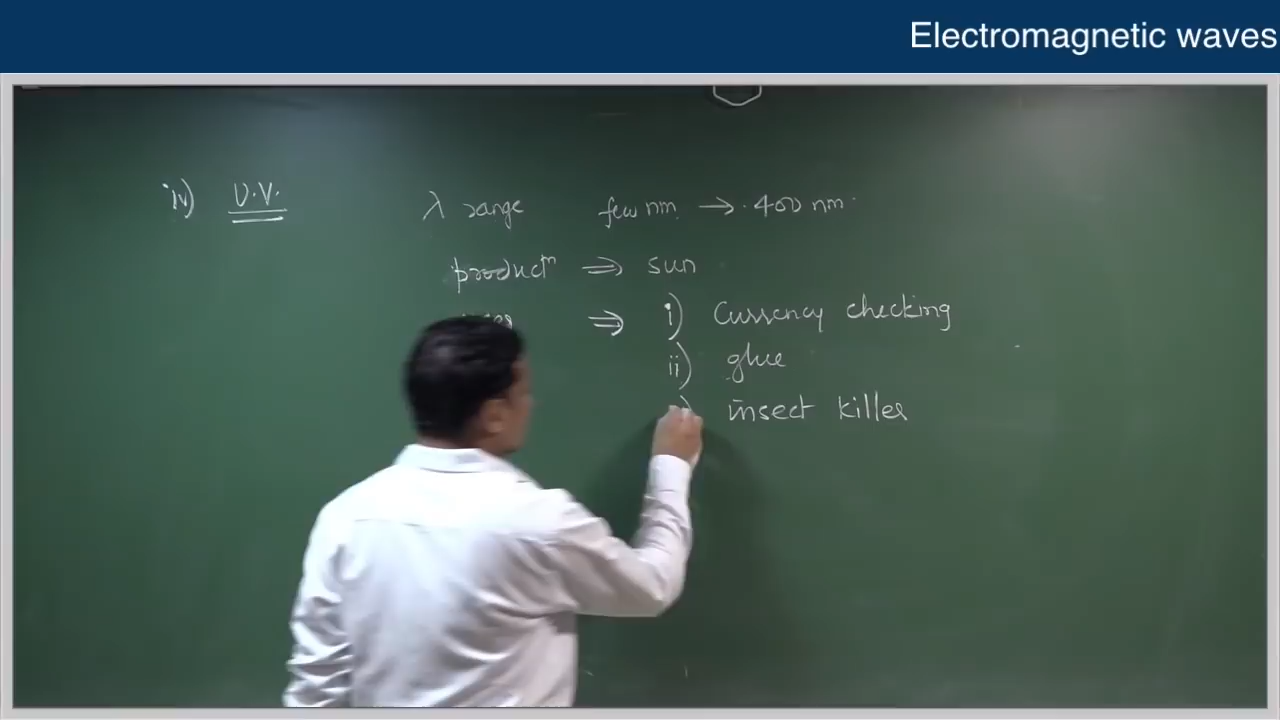 Electromagnetic waves
iv) U.V. λ range few nm. → 400 nm.
productⁿ ⇒ sun
⇒ i) Currency checking
ii) glue
insect killer